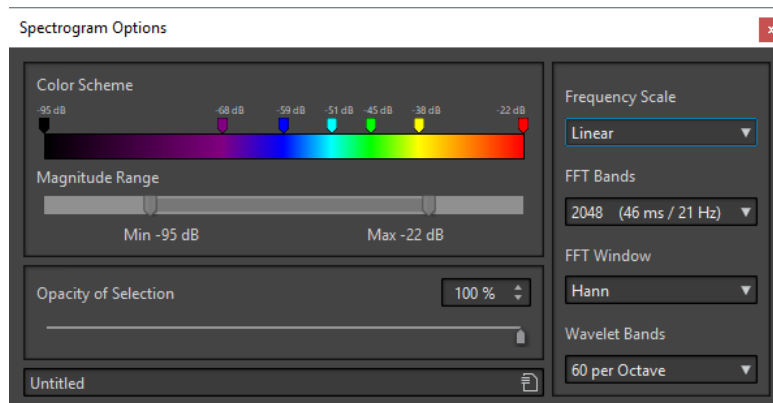 Spectrogram Options
x
Color Scheme
-95 dB -68 dB -59 dB -51 dB -45 dB -38 dB -22 dB
Magnitude Range
Min -95 dB Max -22 dB
Opacity of Selection 100 %
Untitled
Frequency Scale
Linear
FFT Bands
2048 (46 ms / 21 Hz)
FFT Window
Hann
Wavelet Bands
60 per Octave